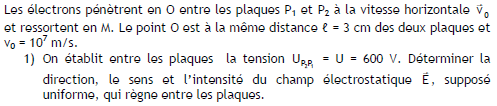 Les électrons pénètrent en O entre les plaques P₁ et P₂ à la vitesse horizontale v⃗₀
et ressortent en M. Le point O est à la même distance ℓ = 3 cm des deux plaques et
v₀ = 10⁷ m/s.
1) On établit entre les plaques la tension U_P₂P₁ = U = 600 V. Déterminer la
direction, le sens et l'intensité du champ électrostatique E⃗, supposé
uniforme, qui règne entre les plaques.